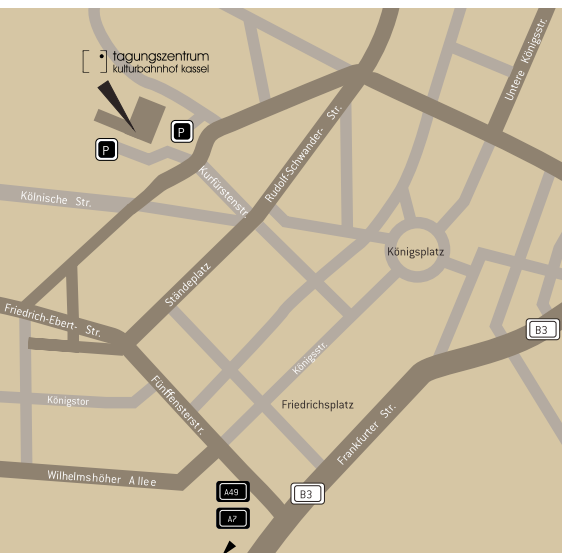 tagungszentrum
kulturbahnhof kassel
Untere Königsstr.
P
P
Rudolf-Schwander- Str.
Kurfürstenstr.
Kölnische Str.
Königsplatz
Ständeplatz
Friedrich-Ebert- Str.
B3
Königsstr.
Fünffensterstr.
Königstor
Friedrichsplatz
Frankfurter Str.
Wilhelmshöher Allee
A49
B3
A7